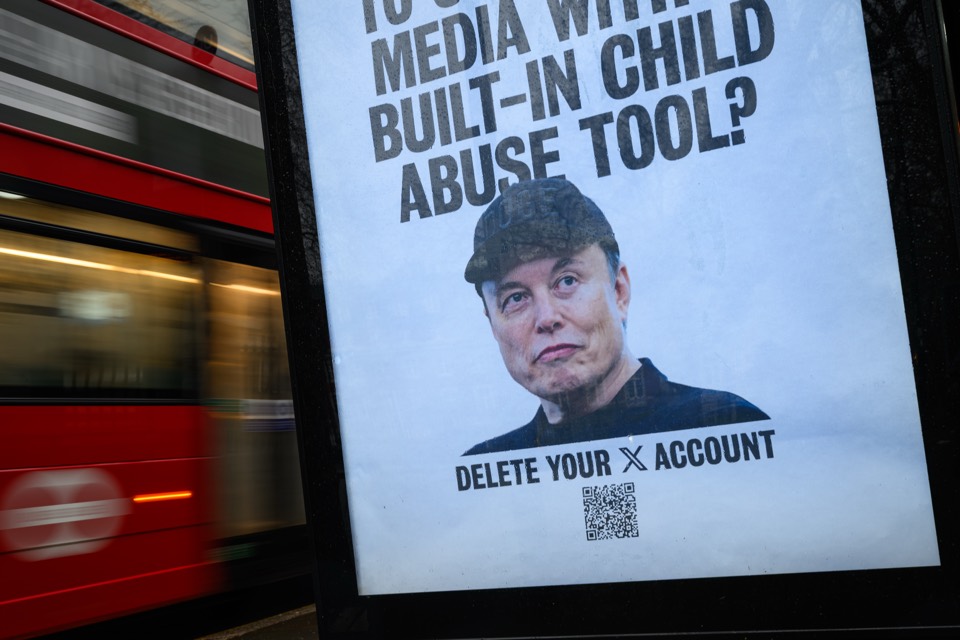 MEDIA WITH
BUILT-IN CHILD
ABUSE TOOL?
DELETE YOUR X ACCOUNT